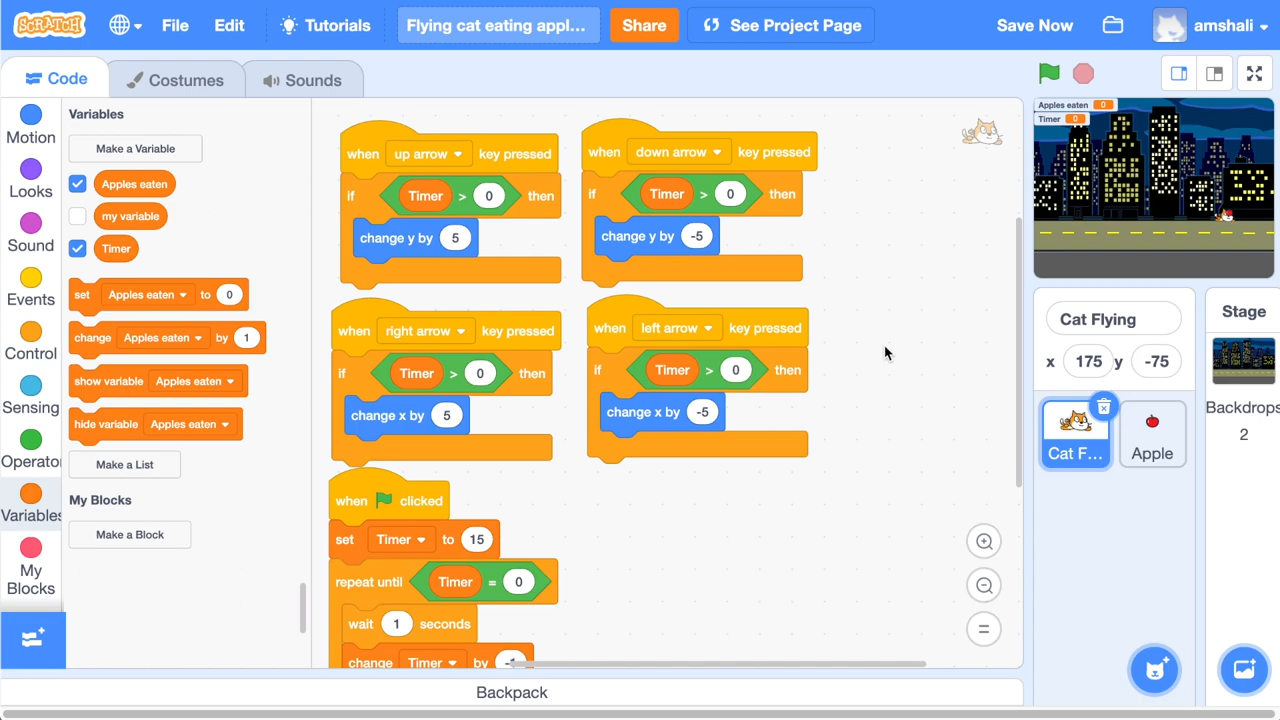 SCRATCH File Edit Tutorials Flying cat eating appl... Share See Project Page Save Now amshali
Code Costumes Sounds
Motion
Looks
Sound
Events
Control
Sensing
Operato
Variables
My
Blocks
Variables
Make a Variable
Apples eaten
my variable
Timer
set Apples eaten to 0
change Apples eaten by 1
show variable Apples eaten
hide variable Apples eaten
Make a List
My Blocks
Make a Block
when up arrow key pressed
if Timer > 0 then
change y by 5
when down arrow key pressed
if Timer > 0 then
change y by -5
when right arrow key pressed
if Timer > 0 then
change x by 5
when left arrow key pressed
if Timer > 0 then
change x by -5
when clicked
set Timer to 15
repeat until Timer = 0
wait 1 seconds
change Timer by -1
Apples eaten 0
Timer 0
Cat Flying
x 175 y -75
Cat F...
Apple
Stage
Backdrops
2
Backpack